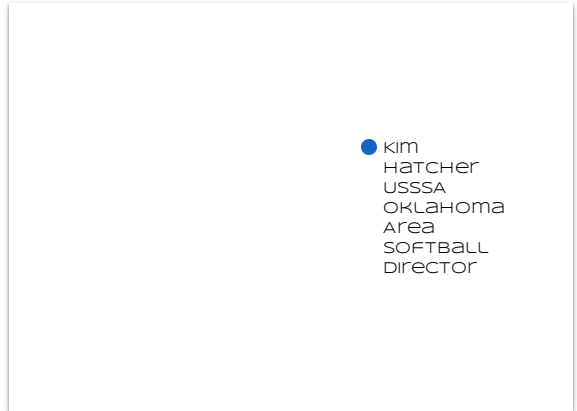 Kim
Hatcher
USSSA
Oklahoma
Area
Softball
Director